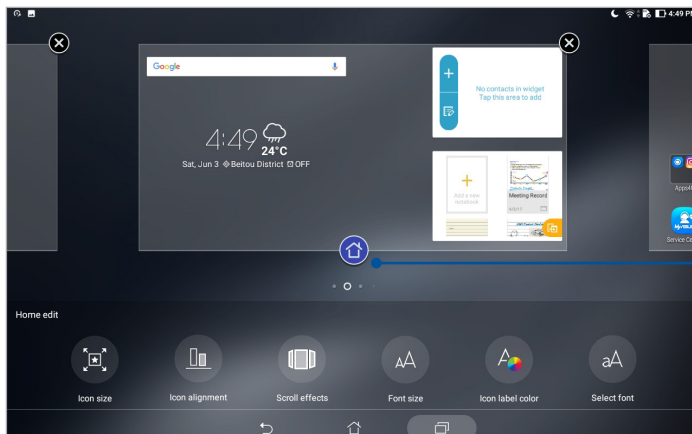 4:49 PM
Google
No contacts in widget
Tap this area to add
4:49
24°C
Sat, Jun 3 Beitou District OFF
Add a new
notebook
Meeting Record
Service Ce
Home edit
Icon size
Icon alignment
Scroll effects
Font size
Icon label color
Select font